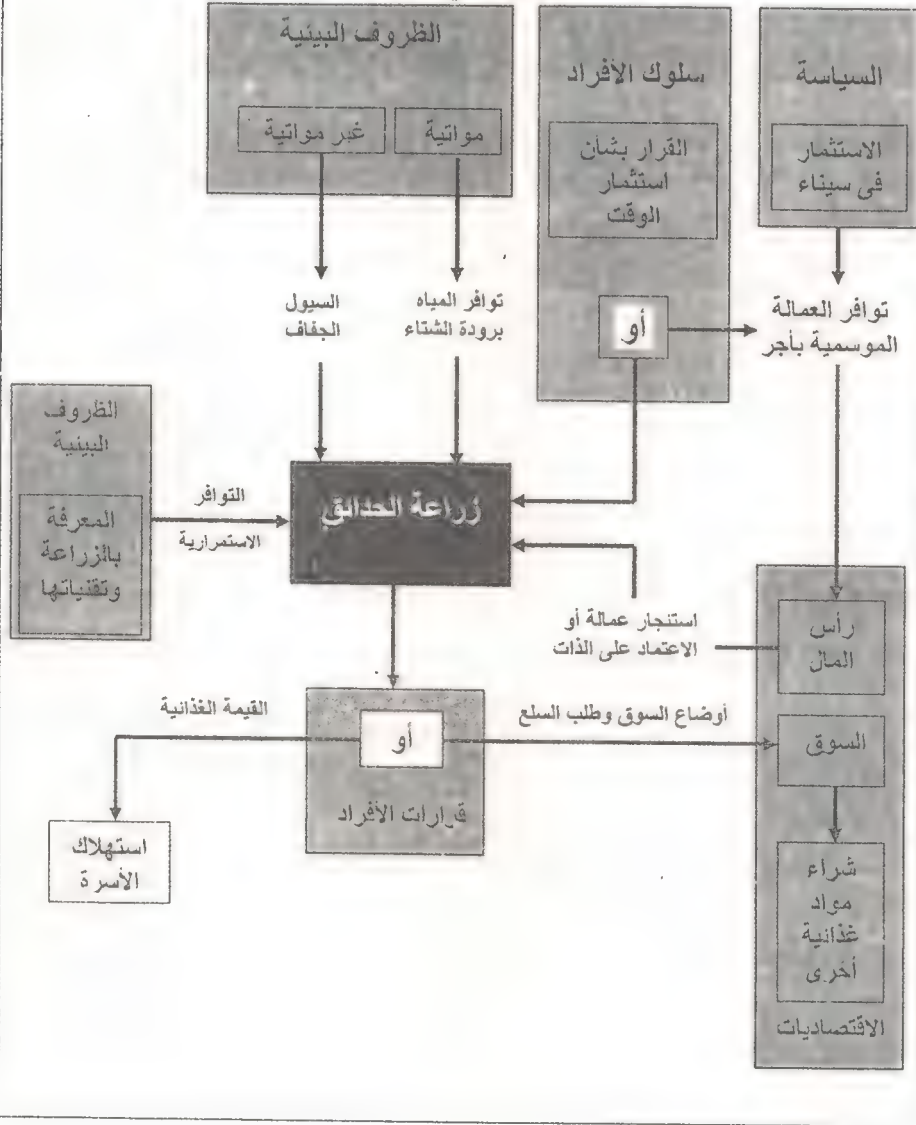 الظروف البيئية
غير مواتية
مواتية
سلوك الأفراد
القرار بشأن
استثمار
الوقت
أو
السياسة
الاستثمار
فى سيناء
السيول
الجفاف
توافر المياه
برودة الشتاء
توافر العمالة
الموسمية بأجر
الظروف
البيئية
المعرفة
بالزراعة
وتقنياتها
التوافر
الاستمرارية
زراعة الحدائق
استئجار عمالة أو
الاعتماد على الذات
رأس
المال
القيمة الغذائية
أو
أوضاع السوق وطلب السلع
السوق
قرارات الأفراد
استهلاك
الأسرة
شراء
مواد
غذائية
أخرى
الاقتصاديات